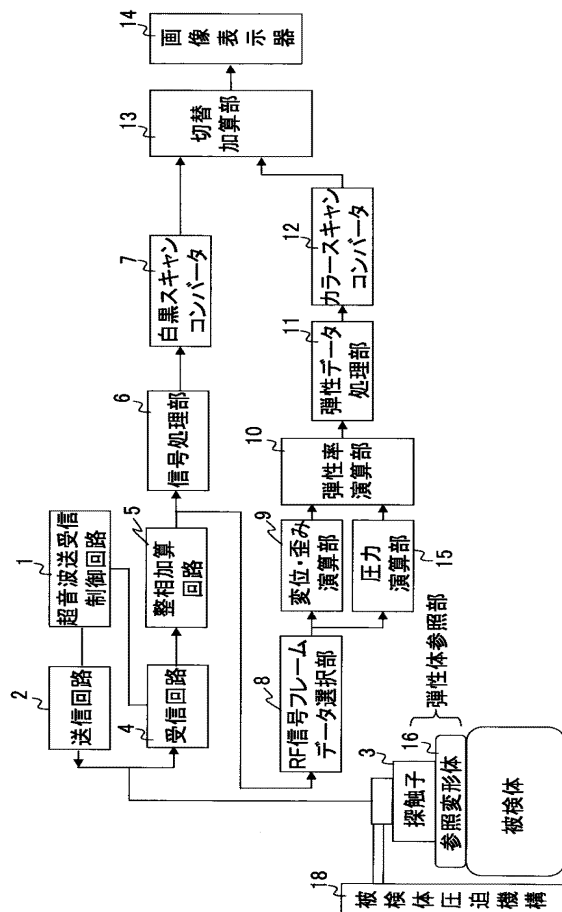 1
超音波送受信
制御回路
2
送信回路
4
受信回路
5
整相加算
回路
6
信号処理部
7
白黒スキャン
コンバータ
13
切替
加算部
14
画像表示器
8
RF信号フレーム
データ選択部
9
変位・歪み
演算部
圧力
演算部
15
10
弾性率
演算部
11
弾性データ
処理部
12
カラースキャン
コンバータ
弾性体参照部
3
探触子
16
参照変形体
被検体
18
被検体圧迫機構